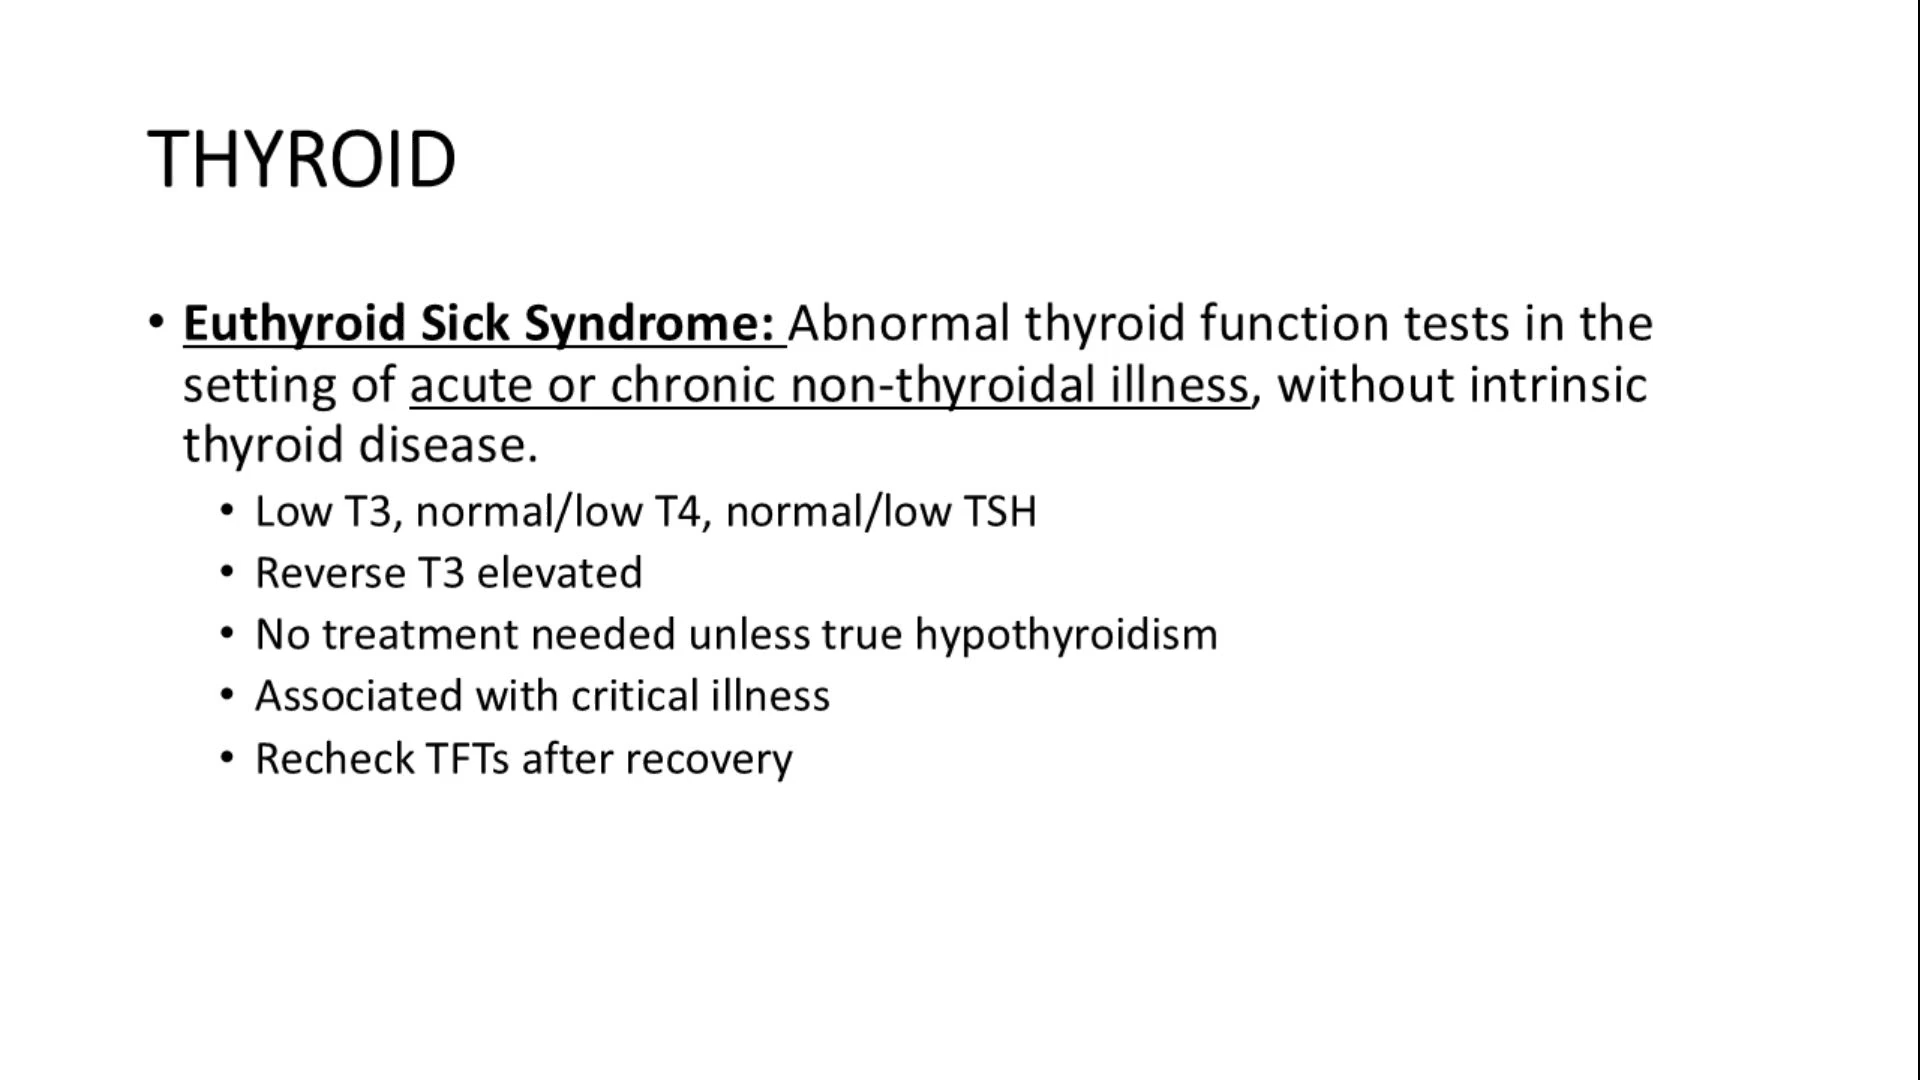 THYROID
• Euthyroid Sick Syndrome: Abnormal thyroid function tests in the
setting of acute or chronic non-thyroidal illness, without intrinsic
thyroid disease.
• Low T3, normal/low T4, normal/low TSH
• Reverse T3 elevated
• No treatment needed unless true hypothyroidism
• Associated with critical illness
• Recheck TFTs after recovery